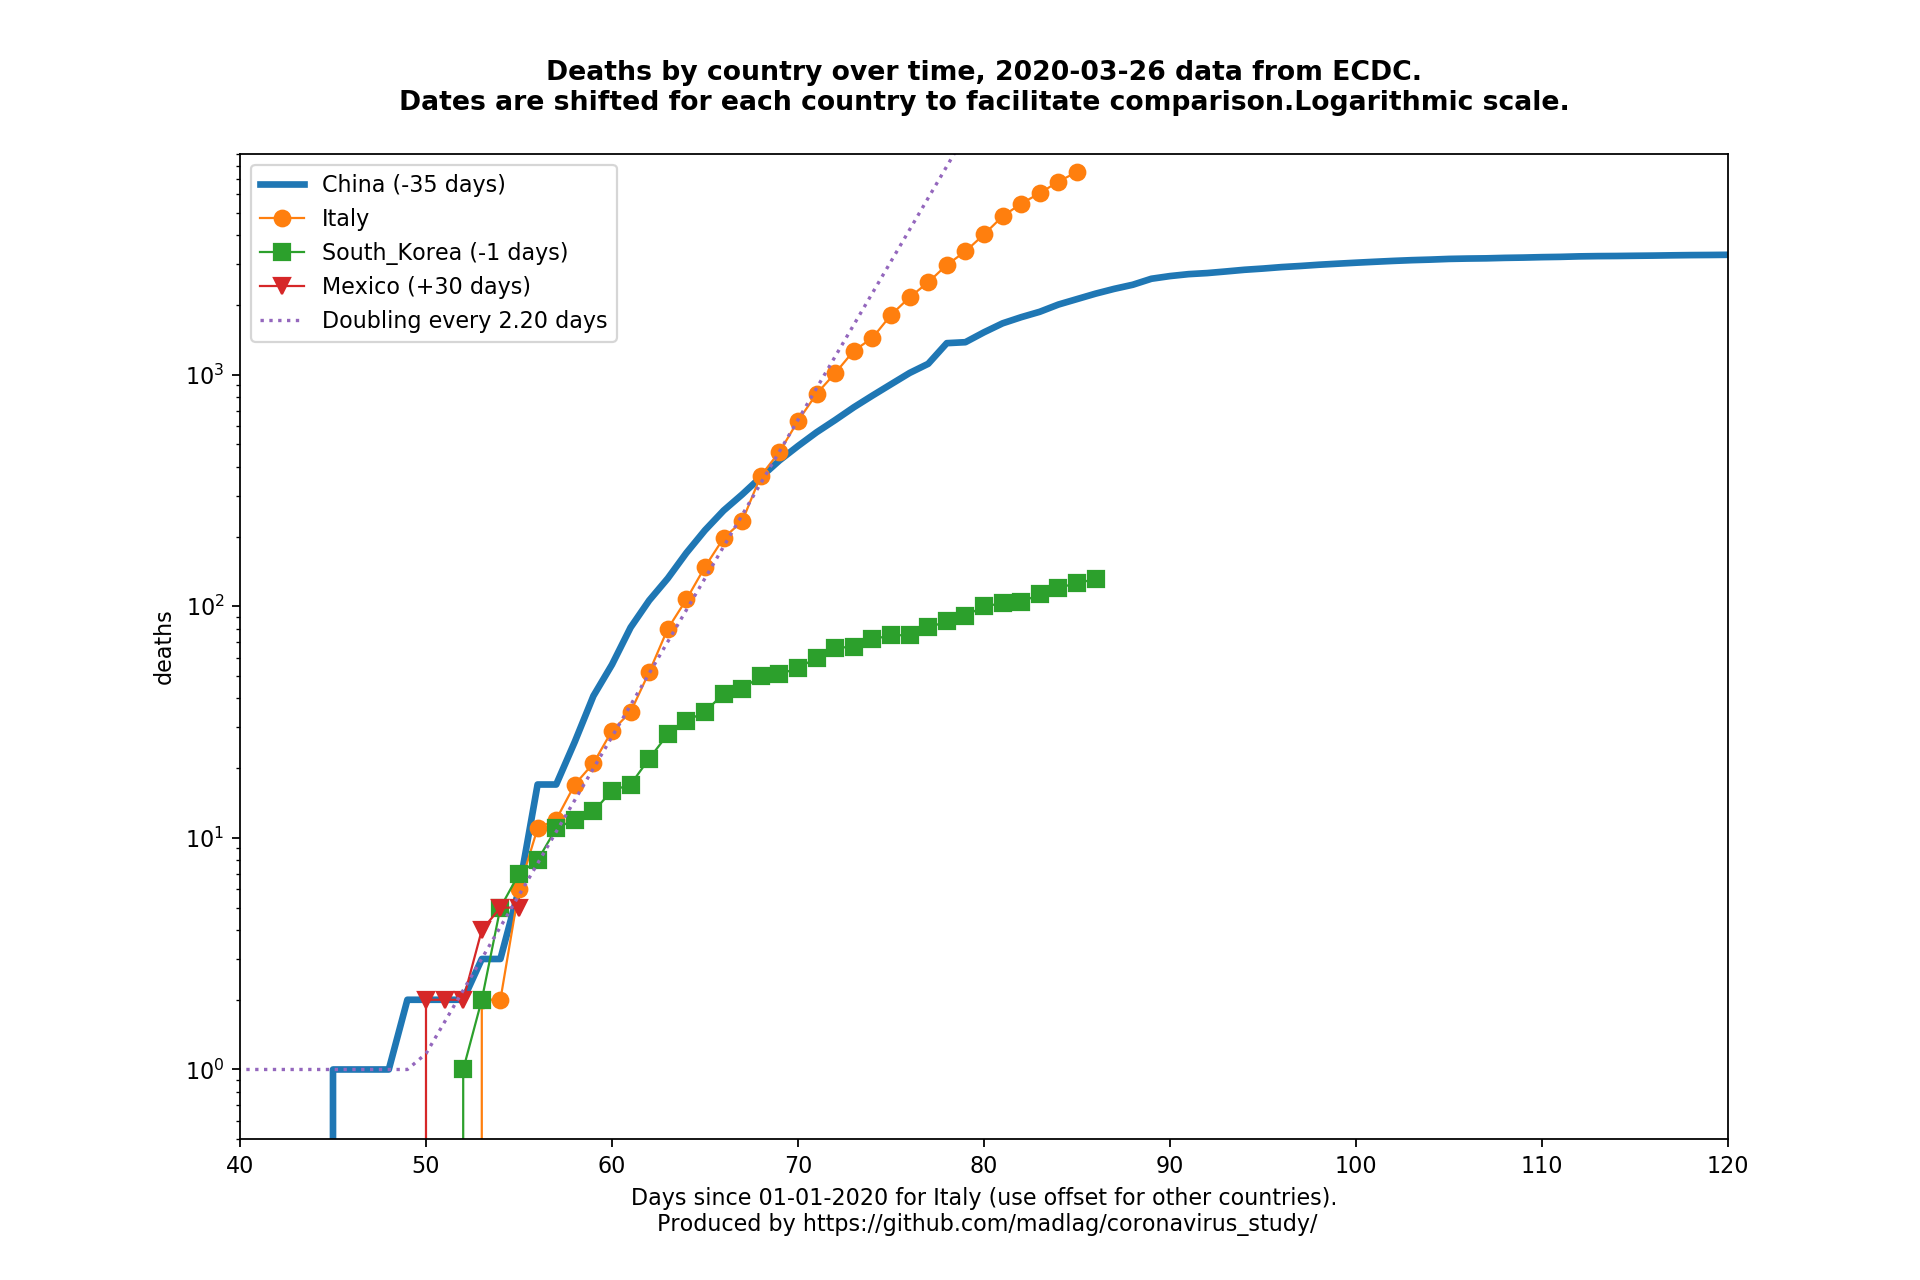 Deaths by country over time, 2020-03-26 data from ECDC.
Dates are shifted for each country to facilitate comparison.Logarithmic scale.
China (-35 days)
Italy
South_Korea (-1 days)
Mexico (+30 days)
Doubling every 2.20 days
deaths
10³
10²
10¹
10⁰
40 50 60 70 80 90 100 110 120
Days since 01-01-2020 for Italy (use offset for other countries).
Produced by https://github.com/madlag/coronavirus_study/